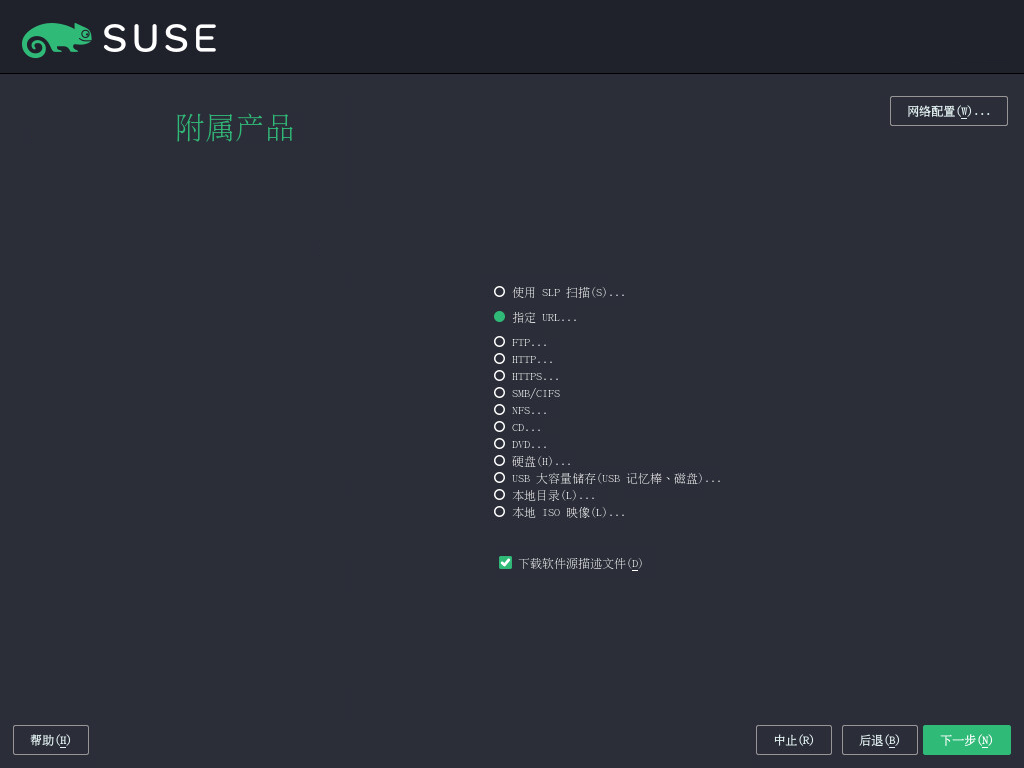 SUSE
网络配置(W)...
附属产品
使用 SLP 扫描(S)...
指定 URL...
FTP...
HTTP...
HTTPS...
SMB/CIFS
NFS...
CD...
DVD...
硬盘(H)...
USB 大容量储存(USB 记忆棒、磁盘)...
本地目录(L)...
本地 ISO 映像(L)...
下载软件源描述文件(D)
帮助(H) 中止(R) 后退(B) 下一步(N)